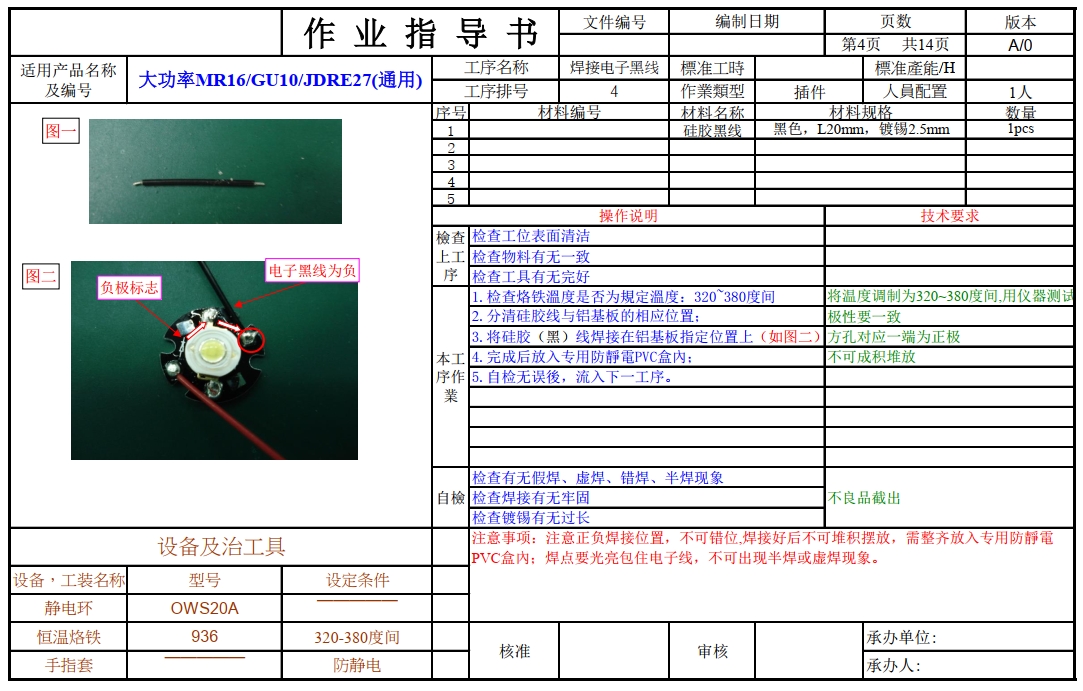 作 业 指 导 书
文件编号
编制日期
页数
版本
第4页 共14页
A/0
适用产品名称
及编号
大功率MR16/GU10/JDRE27(通用)
工序名称
焊接电子黑线
標准工時
標准產能/H
工序排号
4
作業類型
插件
人員配置
1人
序号
材料编号
材料名称
材料规格
数量
1
硅胶黑线
黑色，L20mm，镀锡2.5mm
1pcs
2
3
4
5
图一
图二
负极标志
电子黑线为负
操作说明
技术要求
檢查
上工
序
检查工位表面清洁
检查物料有无一致
检查工具有无完好
本工
序作
業
1.检查烙铁溫度是否为規定溫度：320~380度间
将温度调制为320~380度间,用仪器测试
2.分清硅胶线与铝基板的相应位置；
极性要一致
3.将硅胶（黑）线焊接在铝基板指定位置上（如图二）
方孔对应一端为正极
4.完成后放入专用防靜電PVC盒內；
不可成积堆放
5.自检无误後，流入下一工序。
自檢
检查有无假焊、虚焊、错焊、半焊现象
检查焊接有无牢固
检查镀锡有无过长
不良品截出
注意事项：注意正负焊接位置，不可错位,焊接好后不可堆积摆放，需整齐放入专用防靜電
PVC盒內；焊点要光亮包住电子线，不可出现半焊或虚焊现象。
设备及治工具
设备，工装名称
型号
设定条件
静电环
OWS20A
恒温烙铁
936
320-380度间
手指套
防静电
核准
审核
承办单位:
承办人: